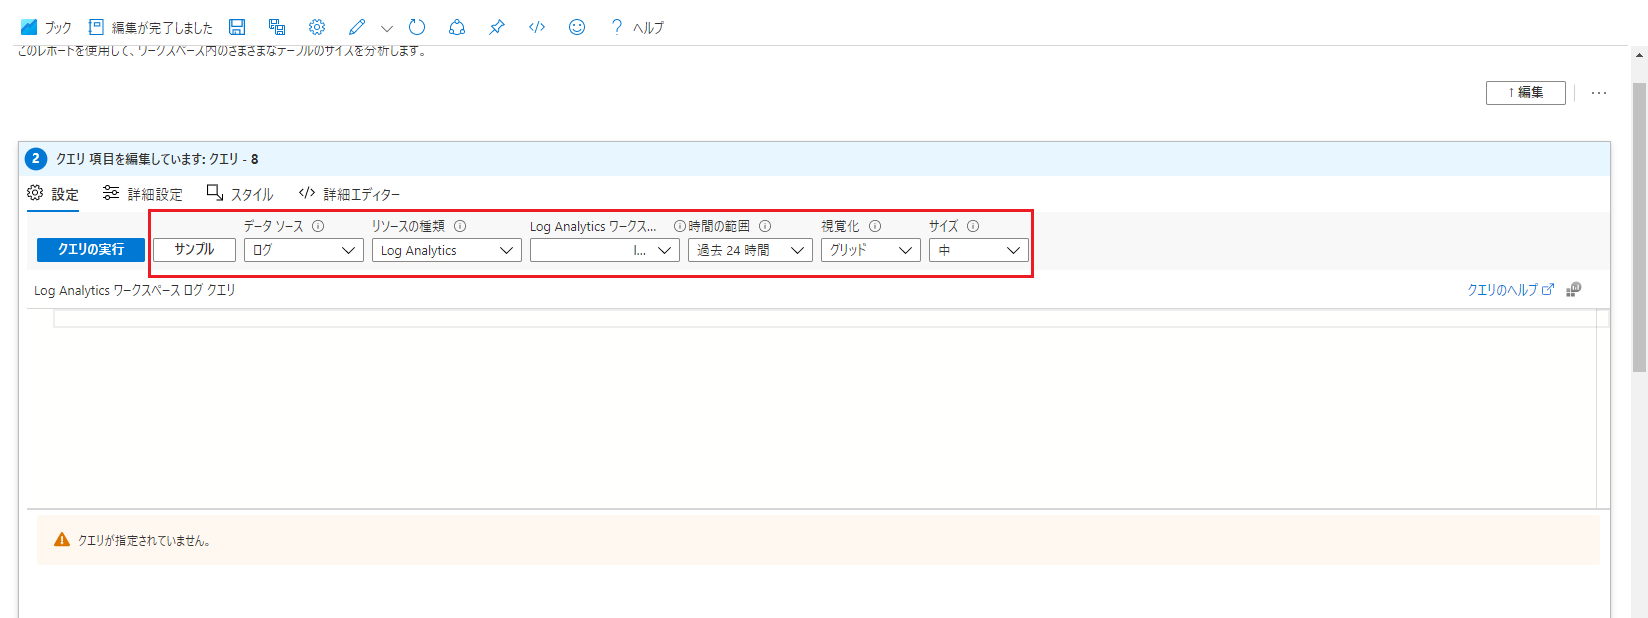 ブック 編集が完了しました ? ヘルプ
このレポートを使用して、ワークスペース内のさまざまなテーブルのサイズを分析します。
↑ 編集 ...
2 クエリ 項目を編集しています: クエリ - 8
設定 詳細設定 スタイル </> 詳細エディター
データ ソース リソースの種類 Log Analytics ワークス... 時間の範囲 視覚化 サイズ
クエリの実行 サンプル ログ Log Analytics l... 過去 24 時間 グリッド 中
Log Analytics ワークスペース ログ クエリ クエリのヘルプ
クエリが指定されていません。